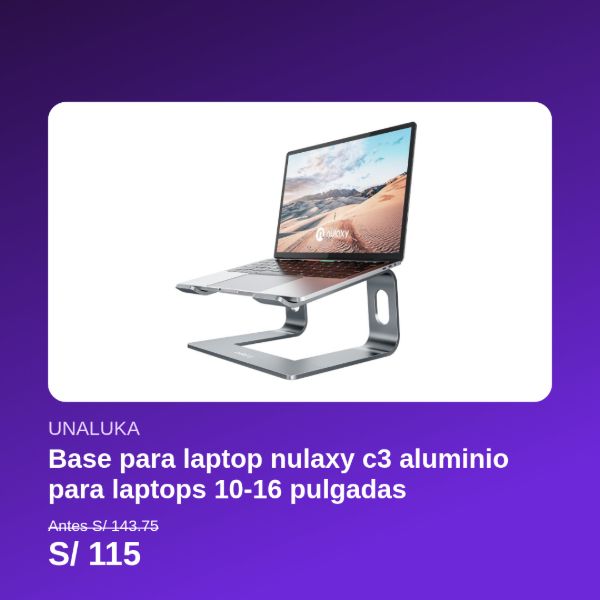 nulaxy
UNALUKA
Base para laptop nulaxy c3 aluminio
para laptops 10-16 pulgadas
Antes S/ 143.75
S/ 115